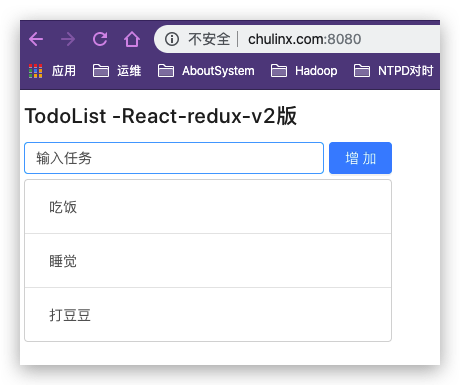 不安全 | chulinx.com:8080
应用 运维 AboutSystem Hadoop NTPD对时
TodoList -React-redux-v2版
输入任务 增 加
吃饭
睡觉
打豆豆